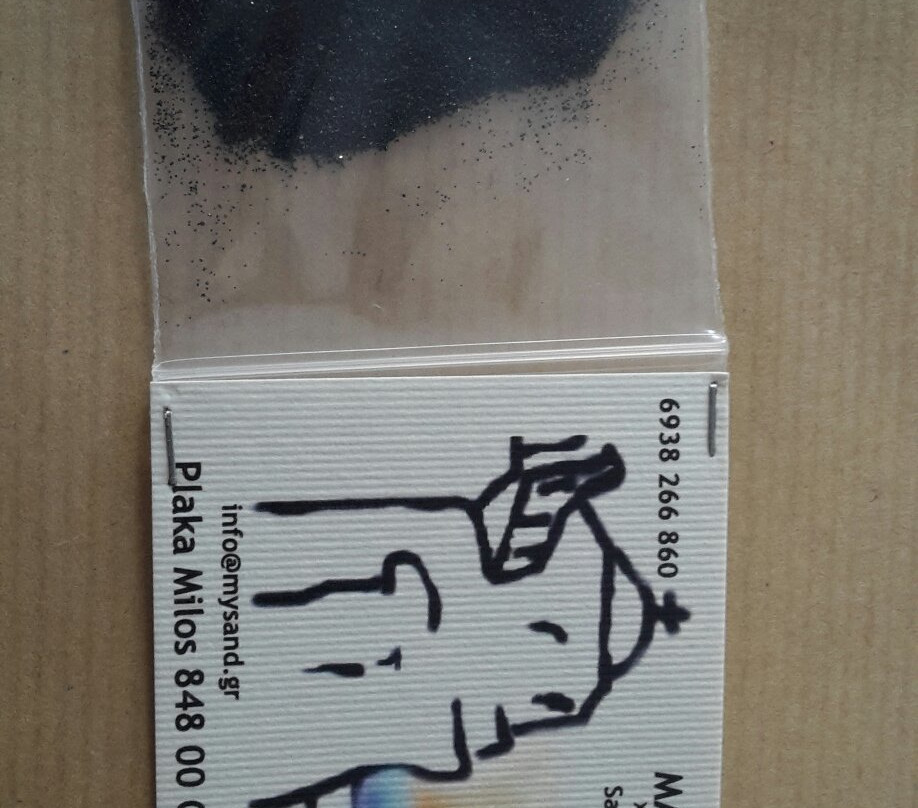 6938 266 860
info@mysand.gr
Plaka Milos 848 00